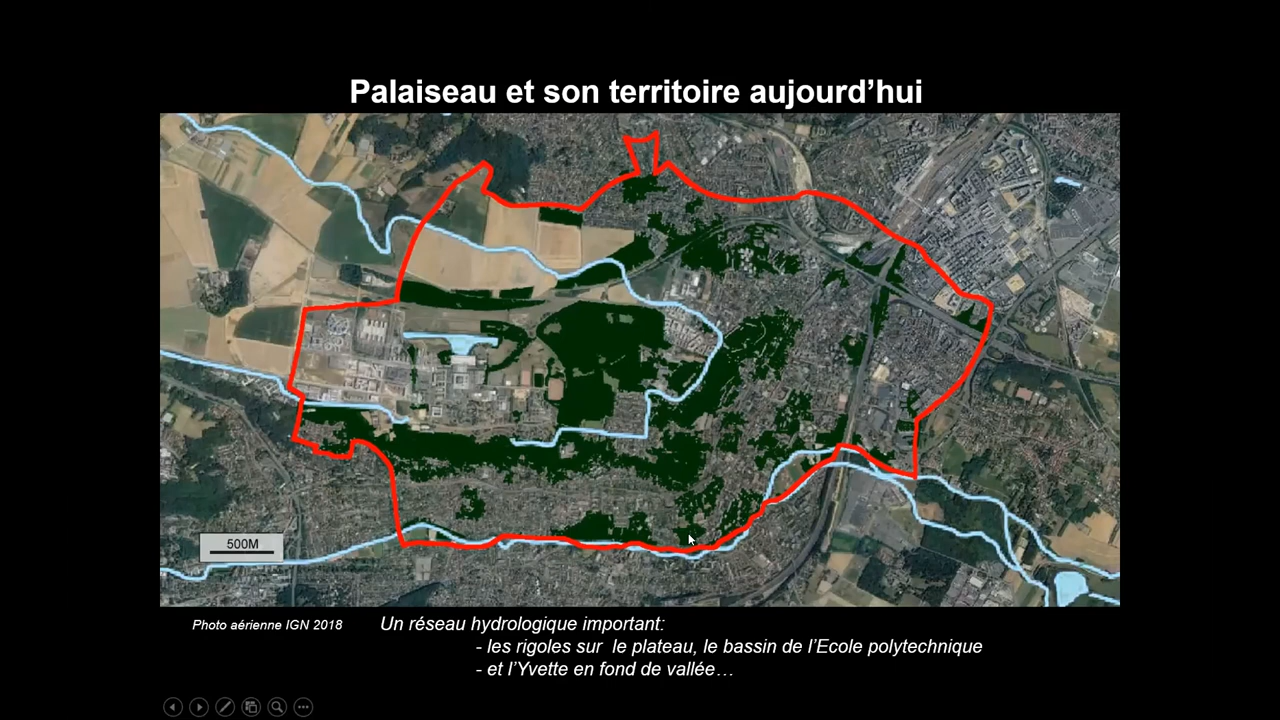 Palaiseau et son territoire aujourd’hui
500M
Photo aérienne IGN 2018
Un réseau hydrologique important:
- les rigoles sur le plateau, le bassin de l’Ecole polytechnique
- et l’Yvette en fond de vallée…